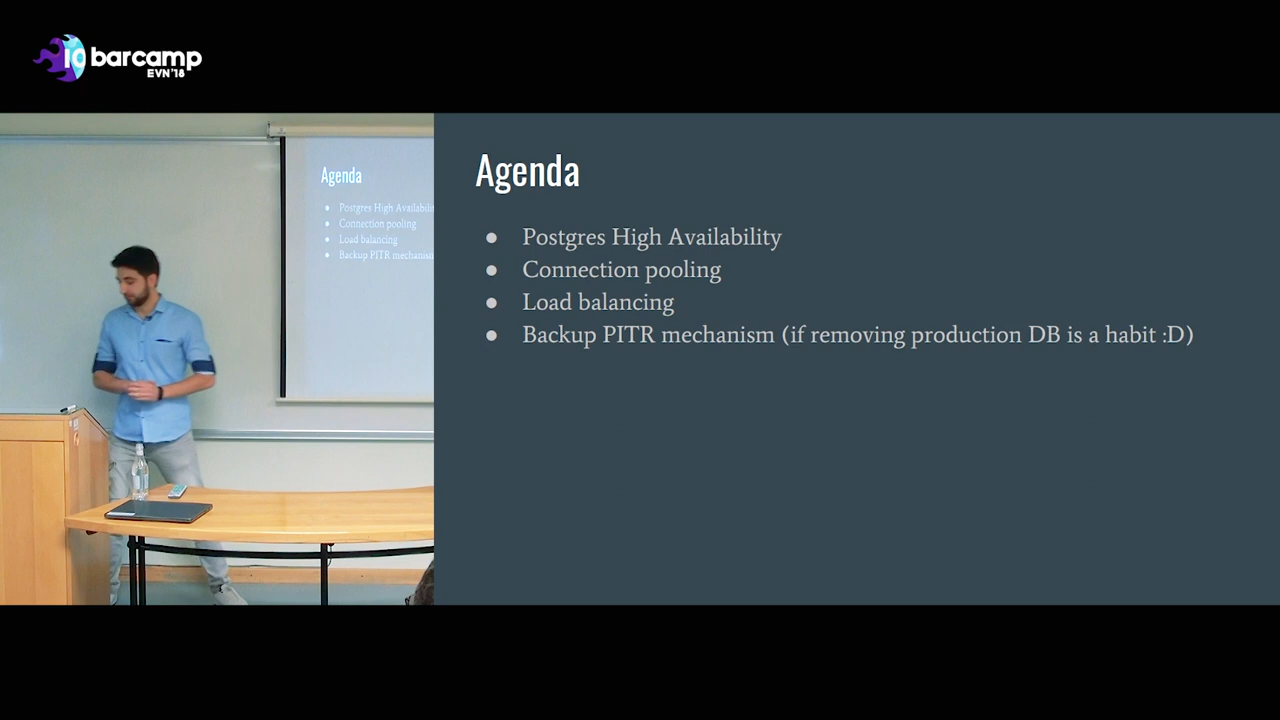 10 barcamp
EVN'18
Agenda
Postgres High Availabili
Connection pooling
Load balancing
Backup PITR mechanism
Agenda
● Postgres High Availability
● Connection pooling
● Load balancing
● Backup PITR mechanism (if removing production DB is a habit :D)